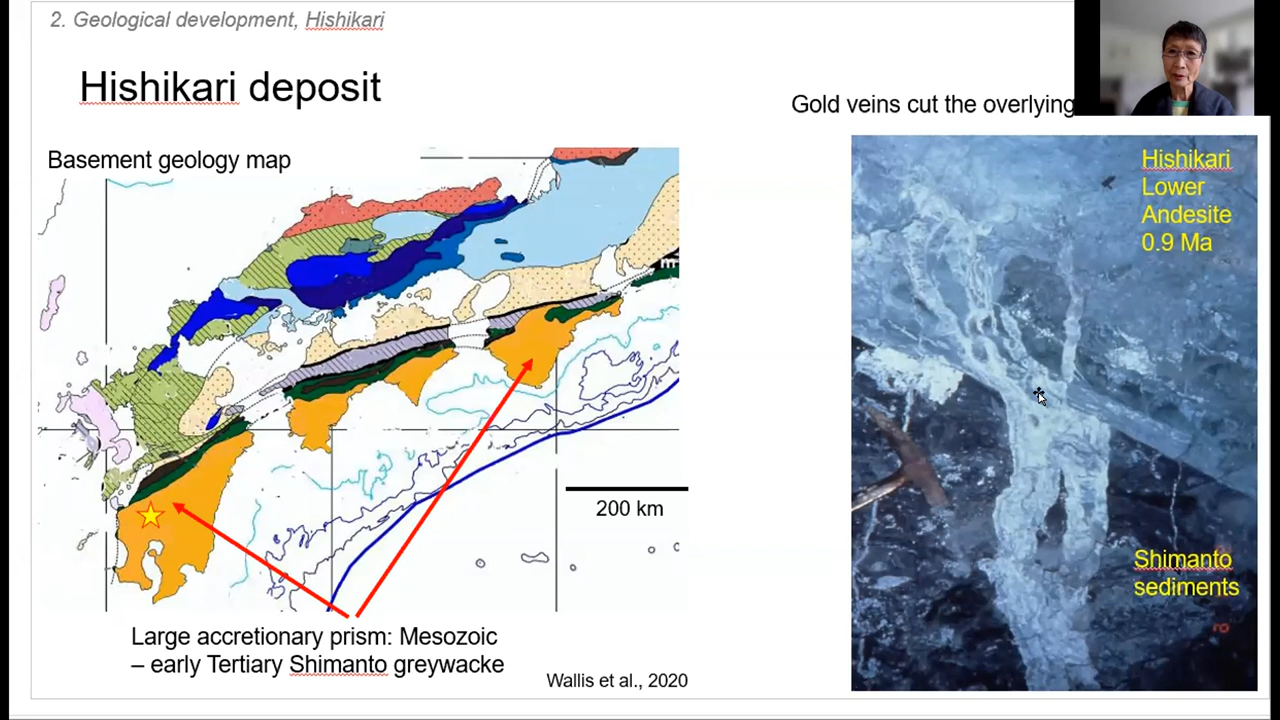 2. Geological development, Hishikari
Hishikari deposit
Gold veins cut the overlying
Basement geology map
Hishikari
Lower
Andesite
0.9 Ma
200 km
Shimanto
sediments
Large accretionary prism: Mesozoic
– early Tertiary Shimanto greywacke
Wallis et al., 2020